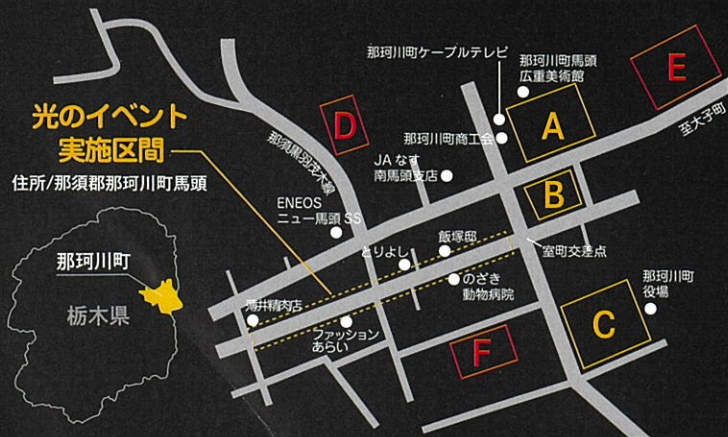 光のイベント
実施区間
住所/那須郡那珂川町馬頭
那珂川町
栃木県
那珂川町ケーブルテレビ
那珂川町馬頭
広重美術館
E
D
A
至大子町
那須黒羽茂木線
那珂川町商工会
JAなす
南馬頭支店
B
ENEOS
ニュー馬頭SS
とりよし
飯塚邸
室町交差点
のざき
動物病院
那珂川町
役場
薄井精肉店
ファッション
あらい
C
F